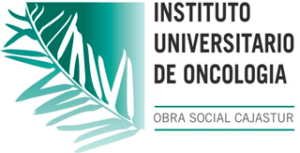 INSTITUTO
UNIVERSITARIO
DE ONCOLOGIA
OBRA SOCIAL CAJASTUR